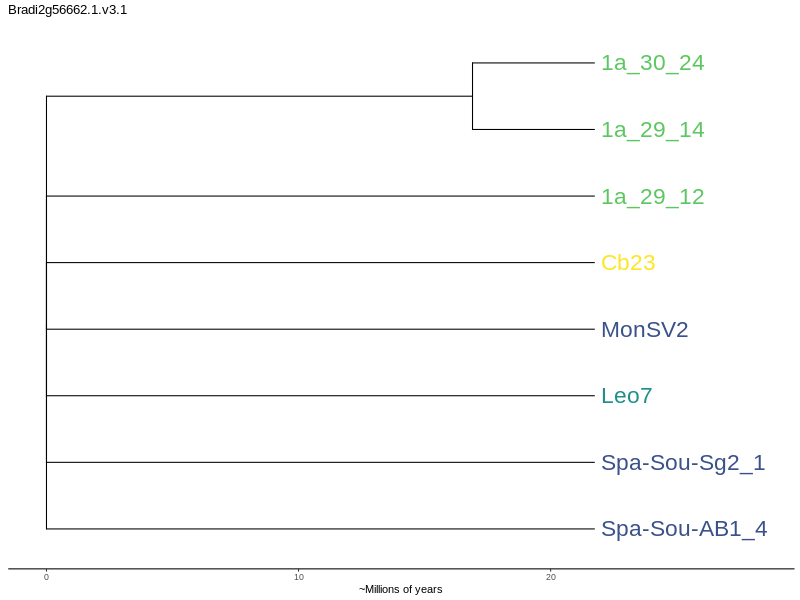 Bradi2g56662.1.v3.1
1a_30_24
1a_29_14
1a_29_12
Cb23
MonSV2
Leo7
Spa-Sou-Sg2_1
Spa-Sou-AB1_4
0 10 20
~Millions of years